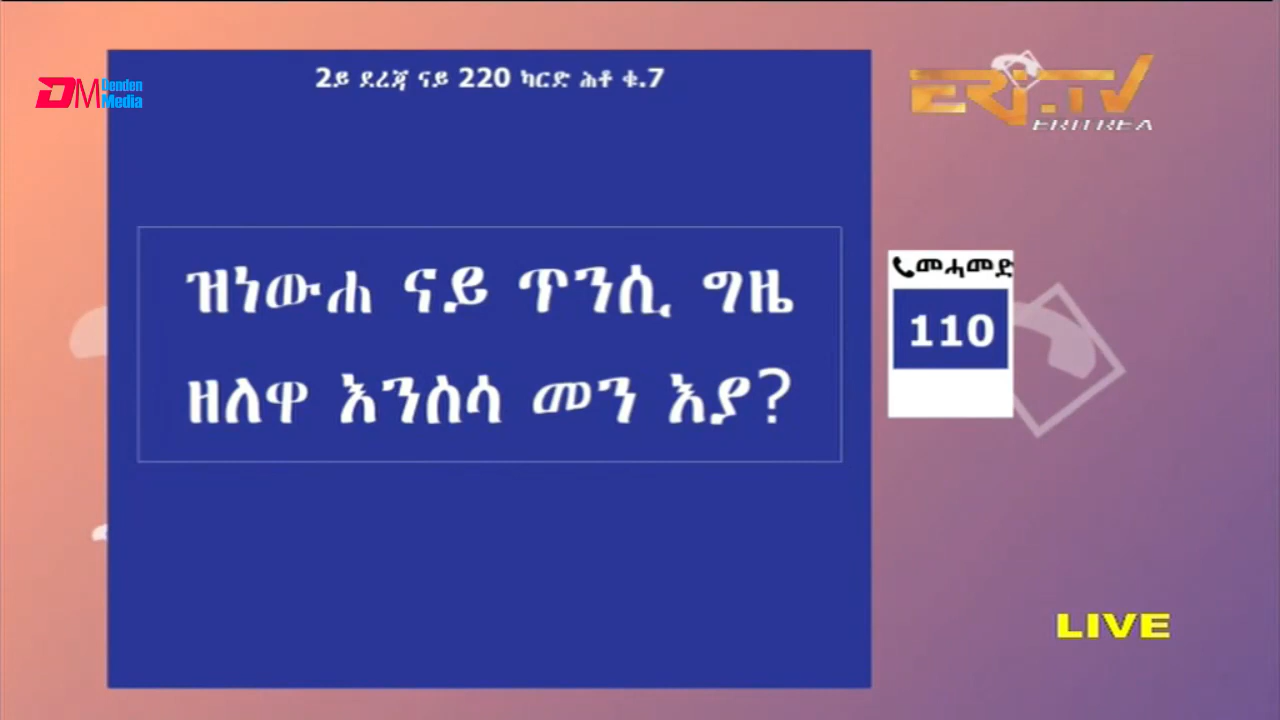 2ይ ደረጃ ናይ 220 ካርድ ሕቶ ቁ.7
DM Denden Media
ERi.TV
ERITREA
ዝነውሐ ናይ ጥንሲ ግዜ
ዘለዋ እንስሳ መን እያ?
መሓመድ
110
LIVE